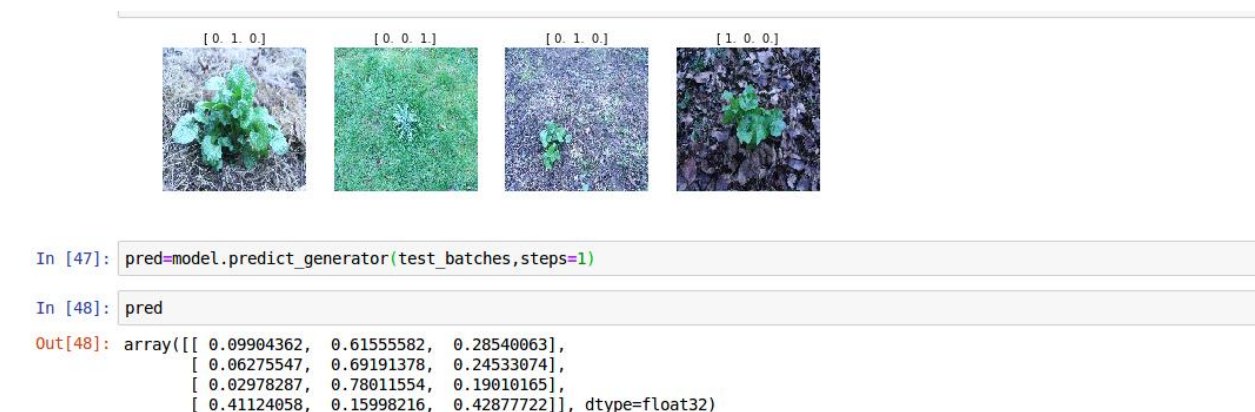 [ 0. 1. 0.] [ 0. 0. 1.] [ 0. 1. 0.] [ 1. 0. 0.]
In [47]: pred=model.predict_generator(test_batches,steps=1)
In [48]: pred
Out[48]: array([[ 0.09904362, 0.61555582, 0.28540063],
[ 0.06275547, 0.69191378, 0.24533074],
[ 0.02978287, 0.78011554, 0.19010165],
[ 0.41124058, 0.15998216, 0.42877722]], dtype=float32)